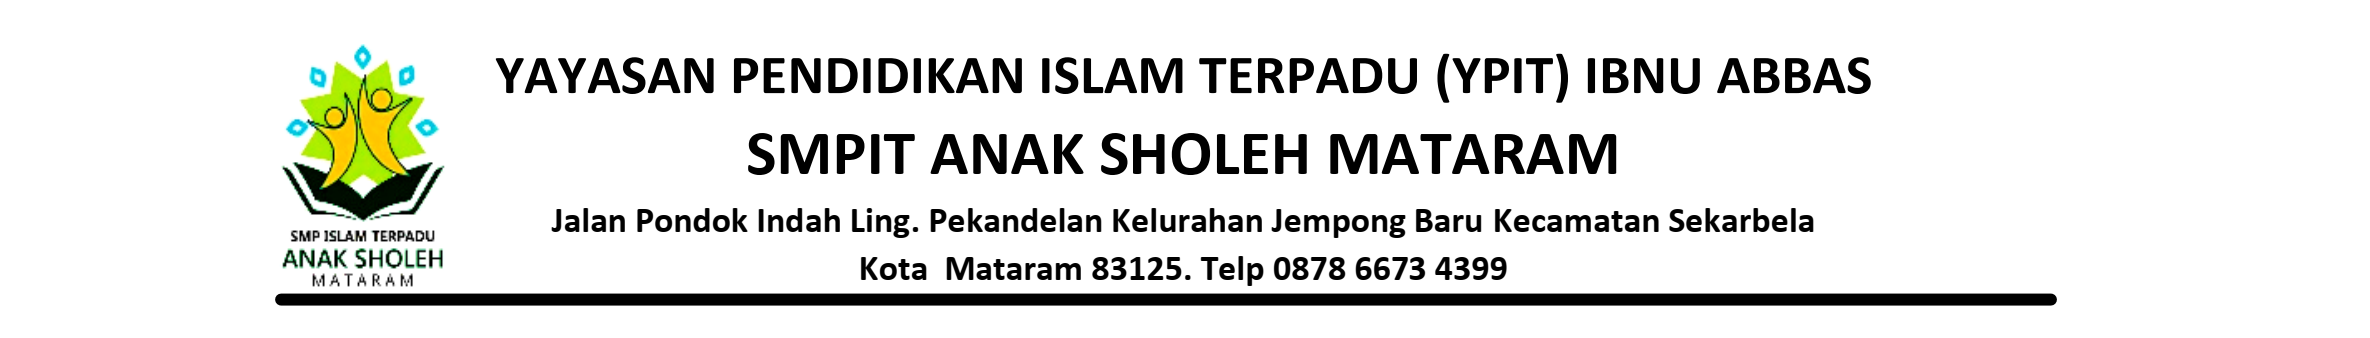 YAYASAN PENDIDIKAN ISLAM TERPADU (YPIT) IBNU ABBAS
SMPIT ANAK SHOLEH MATARAM
Jalan Pondok Indah Ling. Pekandelan Kelurahan Jempong Baru Kecamatan Sekarbela
Kota  Mataram 83125. Telp 0878 6673 4399
SMP ISLAM TERPADU
ANAK SHOLEH
MATARAM